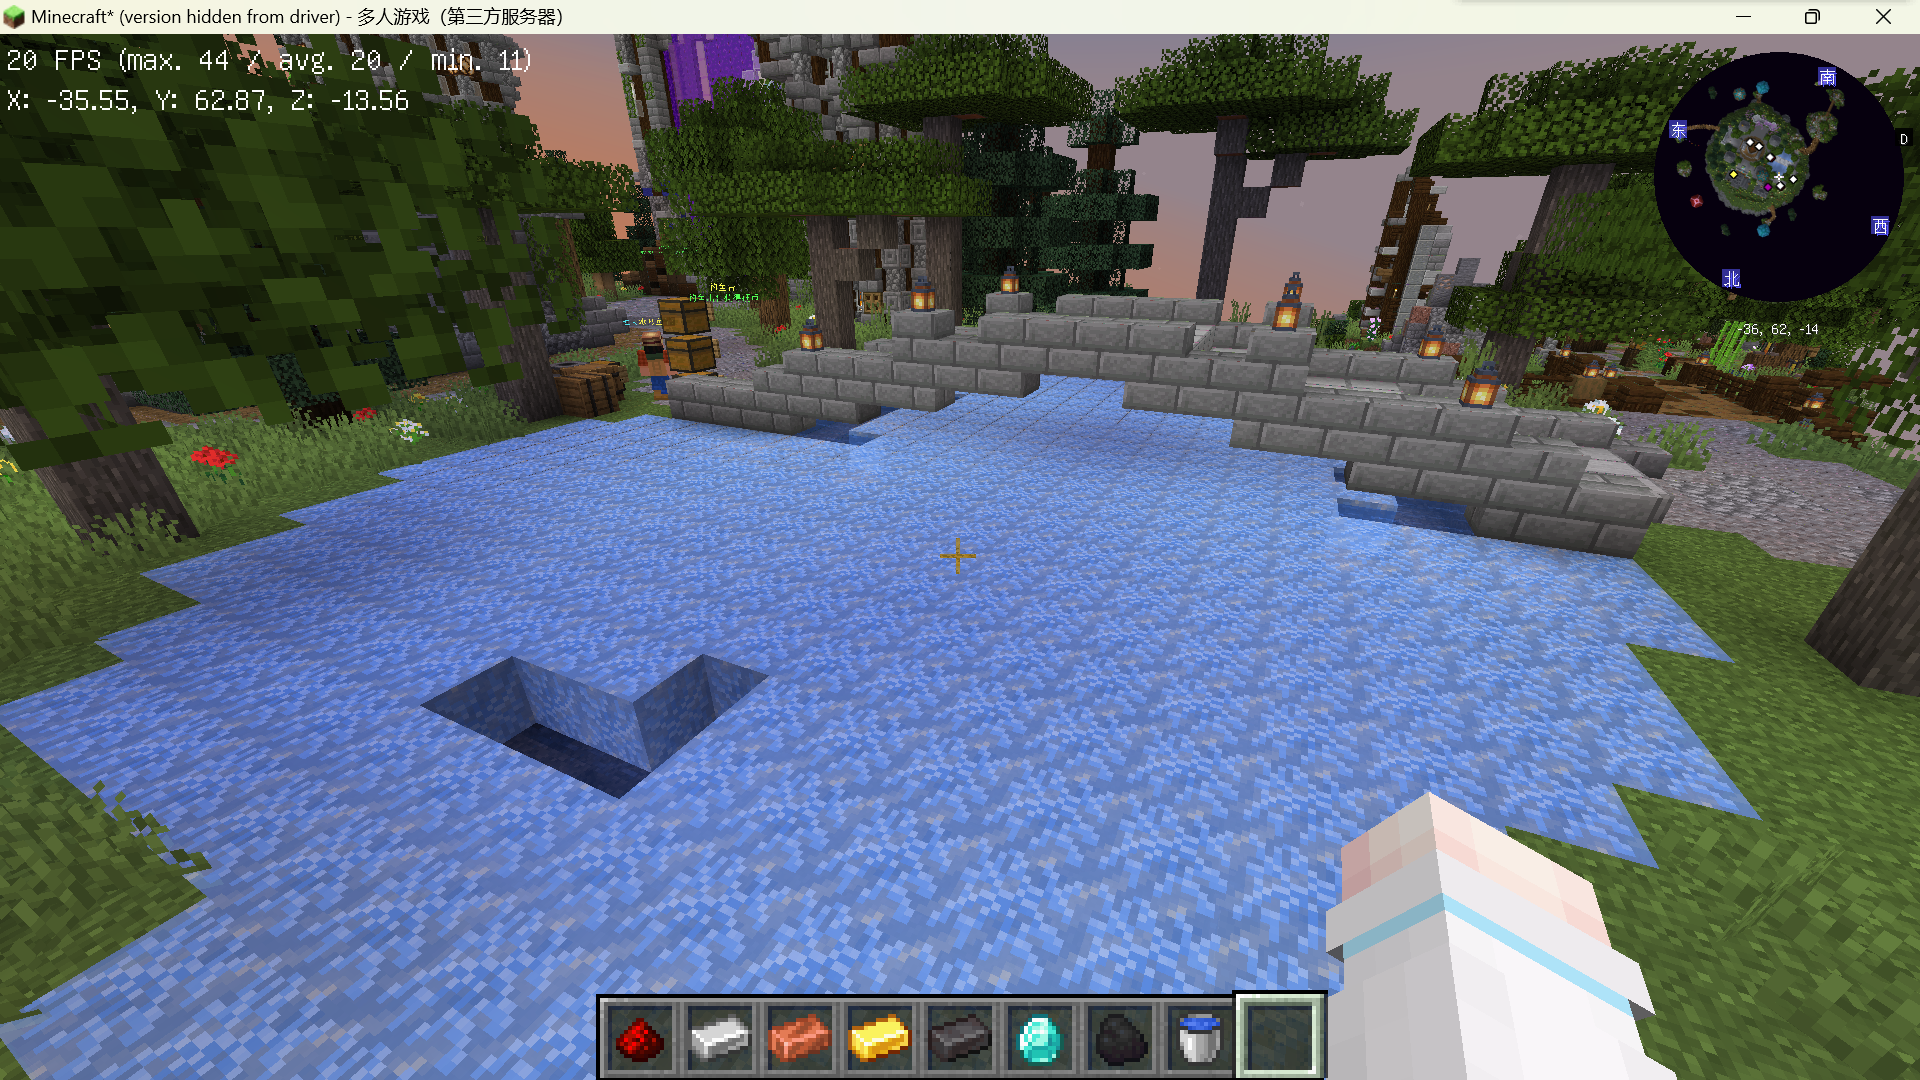 Minecraft* (version hidden from driver) - 多人游戏（第三方服务器）
20 FPS (max. 44 / avg. 20 / min. 11)
X: -35.55, Y: 62.87, Z: -13.56
南
东
D
西
北
-36, 62, -14